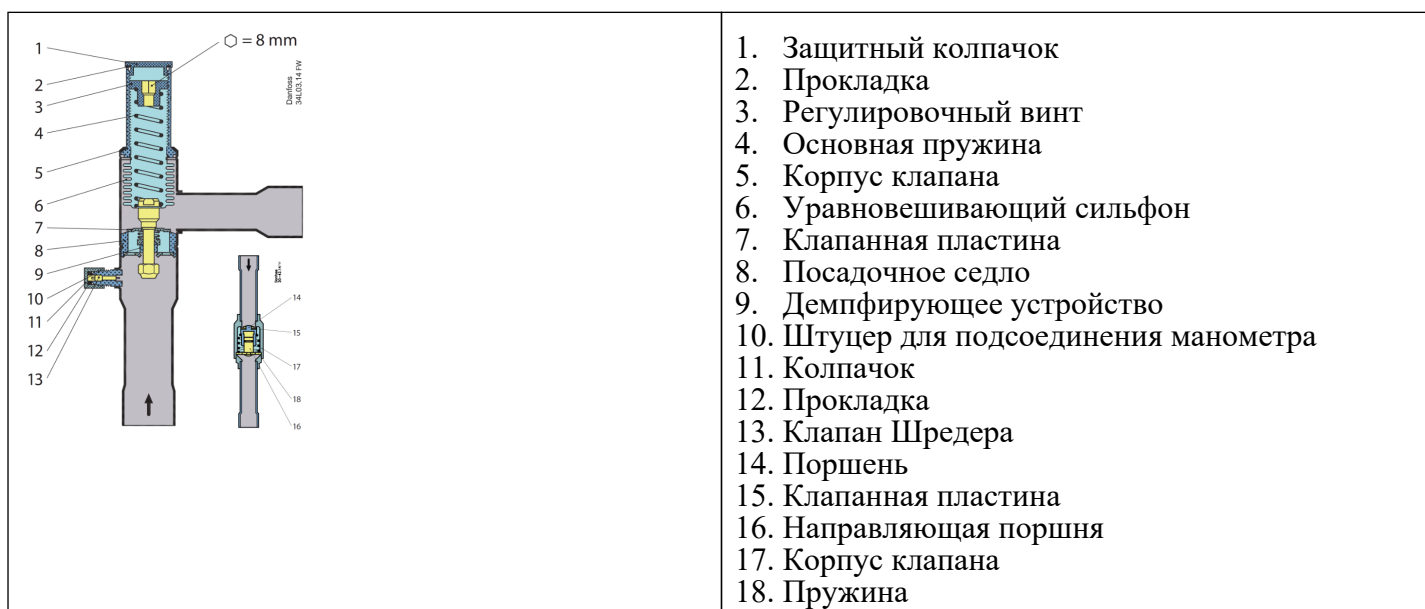 1
2
3
4
5
6
7
8
9
10
11
12
13
= 8 mm
Danfoss
34L03.14 FW
14
15
17
18
16
1. Защитный колпачок
2. Прокладка
3. Регулировочный винт
4. Основная пружина
5. Корпус клапана
6. Уравновешивающий сильфон
7. Клапанная пластина
8. Посадочное седло
9. Демпфирующее устройство
10. Штуцер для подсоединения манометра
11. Колпачок
12. Прокладка
13. Клапан Шредера
14. Поршень
15. Клапанная пластина
16. Направляющая поршня
17. Корпус клапана
18. Пружина